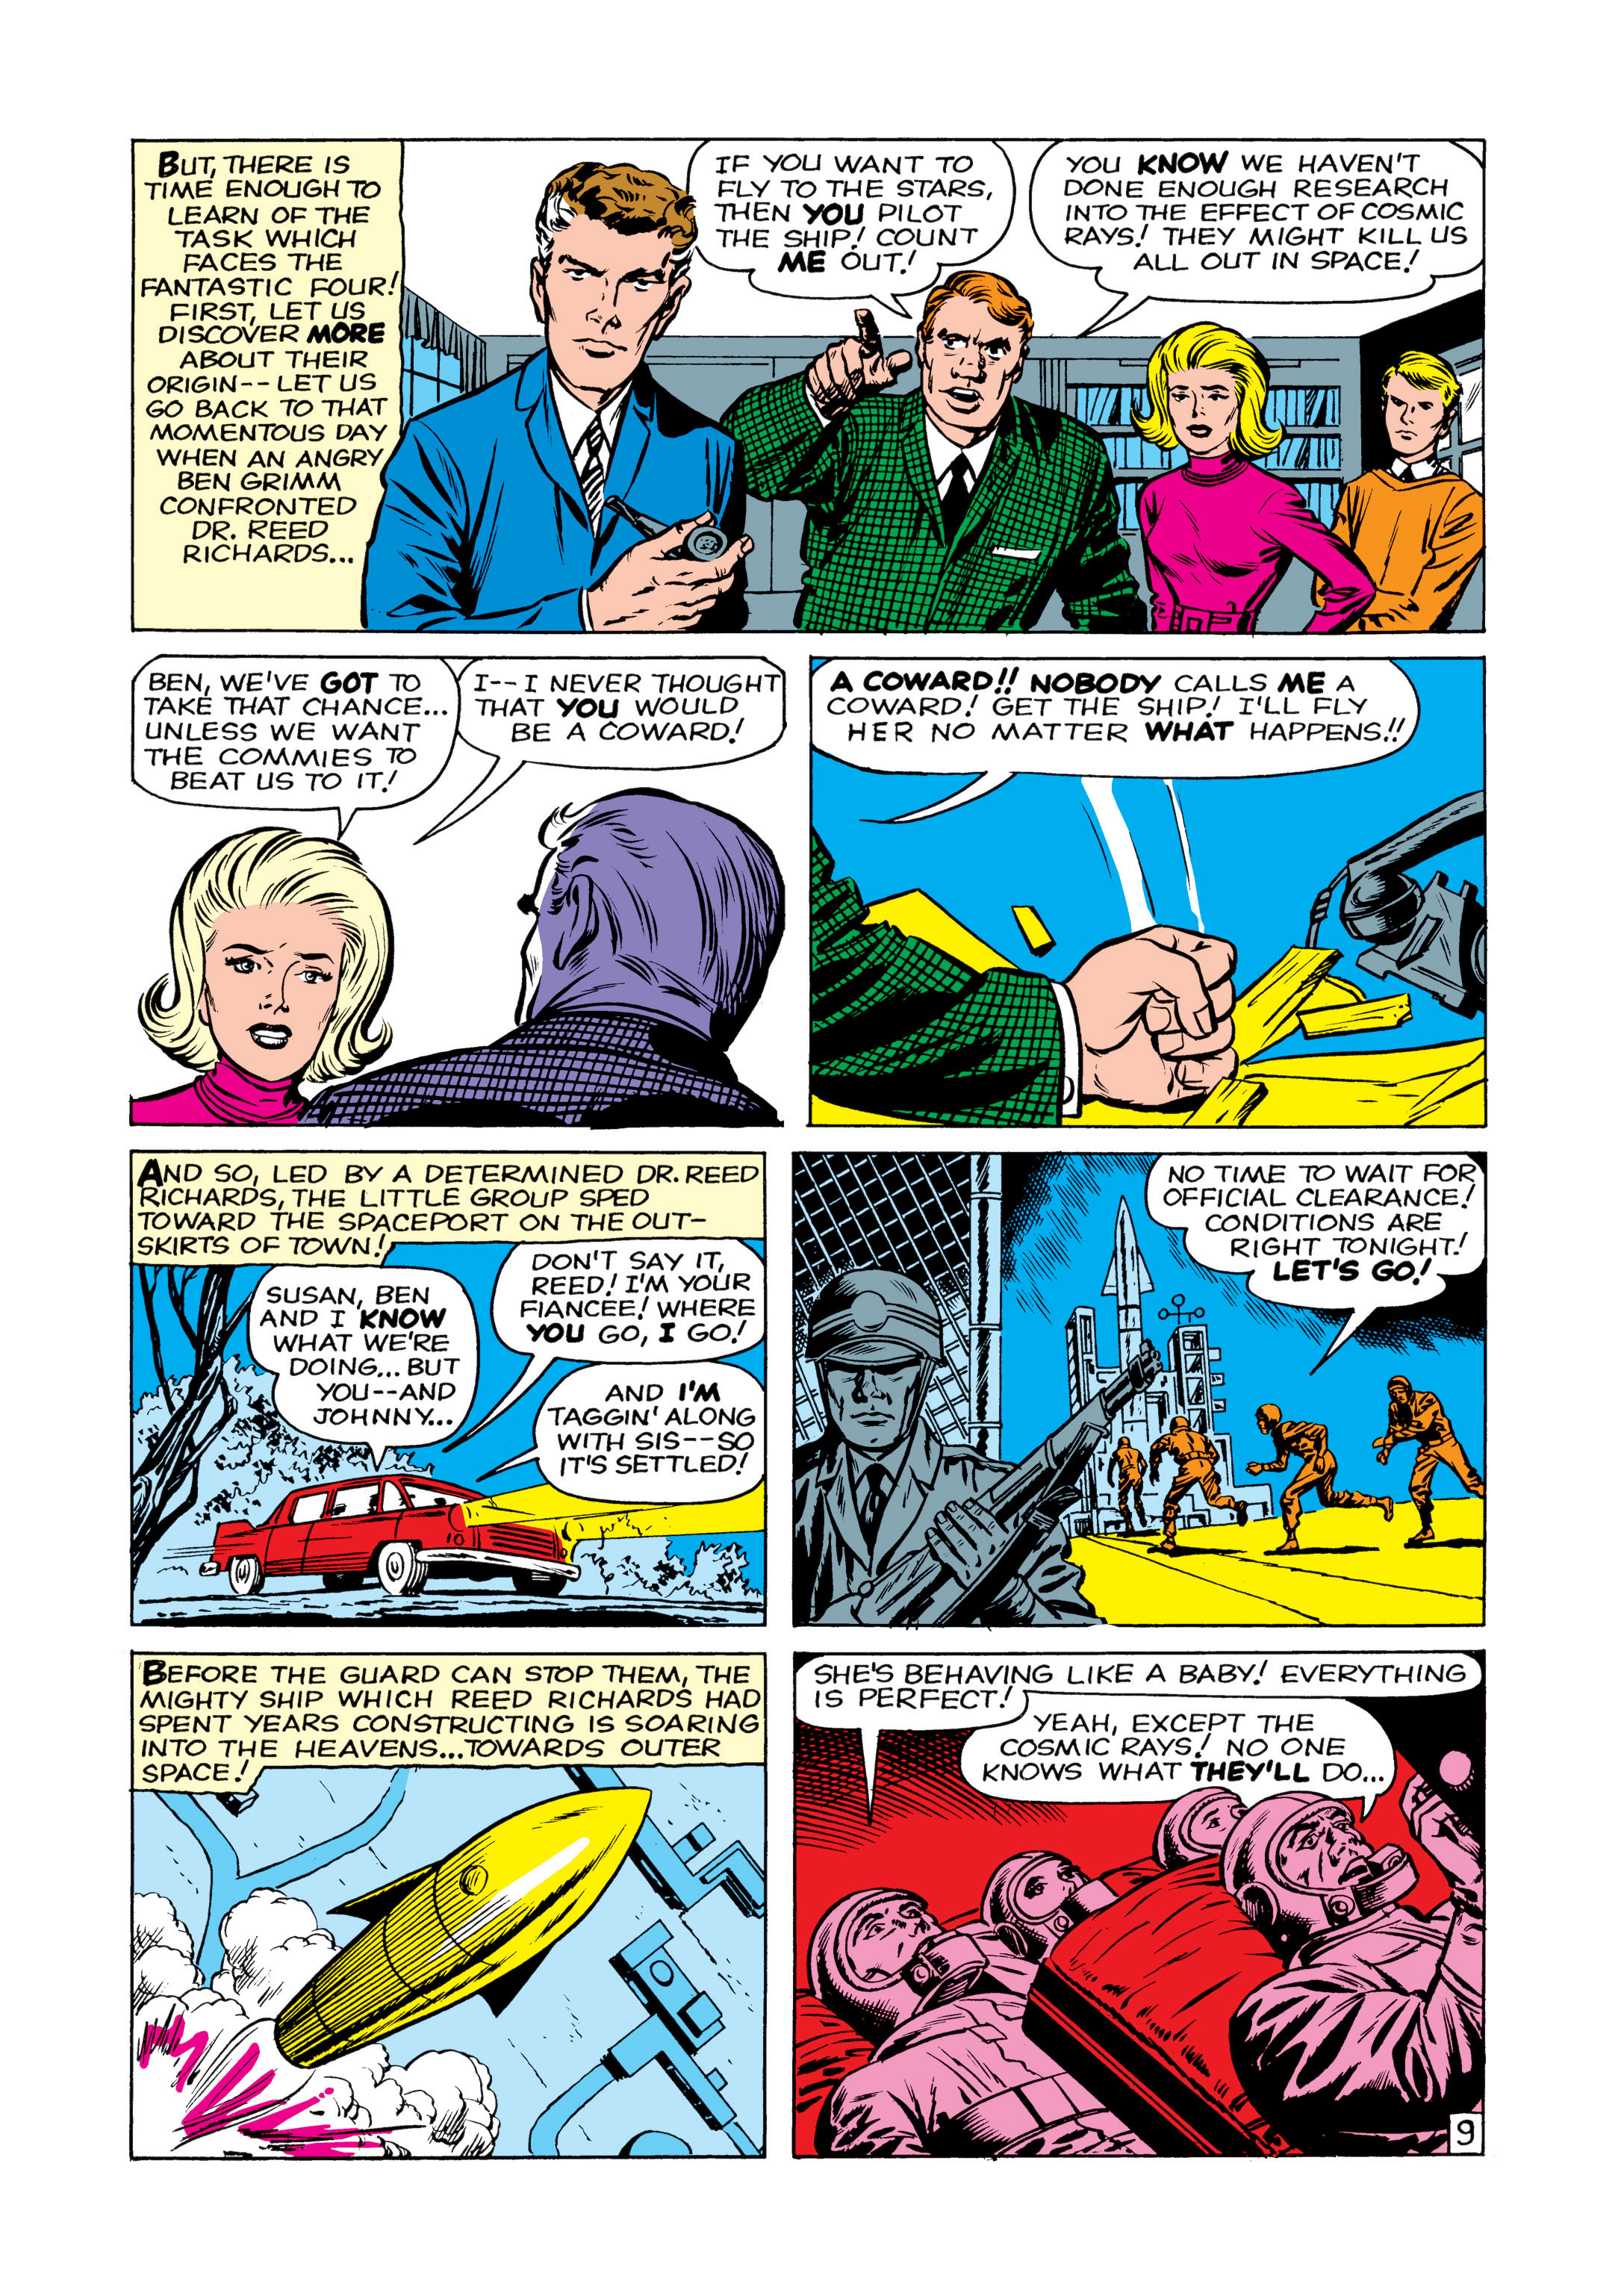 BUT, THERE IS
TIME ENOUGH TO
LEARN OF THE
TASK WHICH
FACES THE
FANTASTIC FOUR!
FIRST, LET US
DISCOVER MORE
ABOUT THEIR
ORIGIN-- LET US
GO BACK TO THAT
MOMENTOUS DAY
WHEN AN ANGRY
BEN GRIMM
CONFRONTED
DR. REED
RICHARDS...
IF YOU WANT TO
FLY TO THE STARS,
THEN YOU PILOT
THE SHIP! COUNT
ME OUT!
YOU KNOW WE HAVEN'T
DONE ENOUGH RESEARCH
INTO THE EFFECT OF COSMIC
RAYS! THEY MIGHT KILL US
ALL OUT IN SPACE!
BEN, WE'VE GOT TO
TAKE THAT CHANCE...
UNLESS WE WANT
THE COMMIES TO
BEAT US TO IT!
I-- I NEVER THOUGHT
THAT YOU WOULD
BE A COWARD!
A COWARD!! NOBODY CALLS ME A
COWARD! GET THE SHIP! I'LL FLY
HER NO MATTER WHAT HAPPENS!!
AND SO, LED BY A DETERMINED DR. REED
RICHARDS, THE LITTLE GROUP SPED
TOWARD THE SPACEPORT ON THE OUT-
SKIRTS OF TOWN!
SUSAN, BEN
AND I KNOW
WHAT WE'RE
DOING... BUT
YOU--AND
JOHNNY...
DON'T SAY IT,
REED! I'M YOUR
FIANCEE! WHERE
YOU GO, I GO!
AND I'M
TAGGIN' ALONG
WITH SIS--SO
IT'S SETTLED!
NO TIME TO WAIT FOR
OFFICIAL CLEARANCE!
CONDITIONS ARE
RIGHT TONIGHT!
LET'S GO!
BEFORE THE GUARD CAN STOP THEM, THE
MIGHTY SHIP WHICH REED RICHARDS HAD
SPENT YEARS CONSTRUCTING IS SOARING
INTO THE HEAVENS...TOWARDS OUTER
SPACE!
SHE'S BEHAVING LIKE A BABY! EVERYTHING
IS PERFECT!
YEAH, EXCEPT THE
COSMIC RAYS! NO ONE
KNOWS WHAT THEY'LL DO...
9